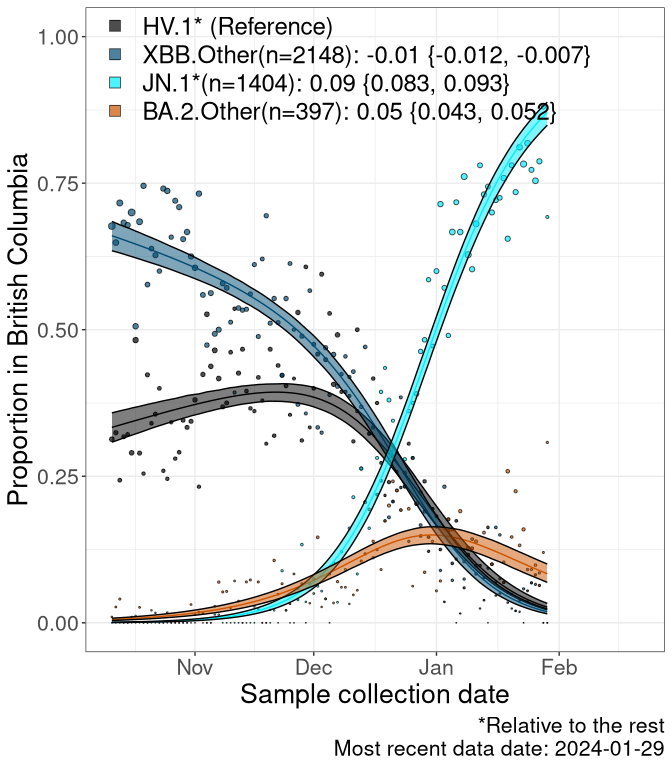 HV.1* (Reference)
XBB.Other(n=2148): -0.01 {-0.012, -0.007}
JN.1*(n=1404): 0.09 {0.083, 0.093}
BA.2.Other(n=397): 0.05 {0.043, 0.052}
1.00
0.75
0.50
0.25
0.00
Proportion in British Columbia
Nov Dec Jan Feb
Sample collection date
*Relative to the rest
Most recent data date: 2024-01-29